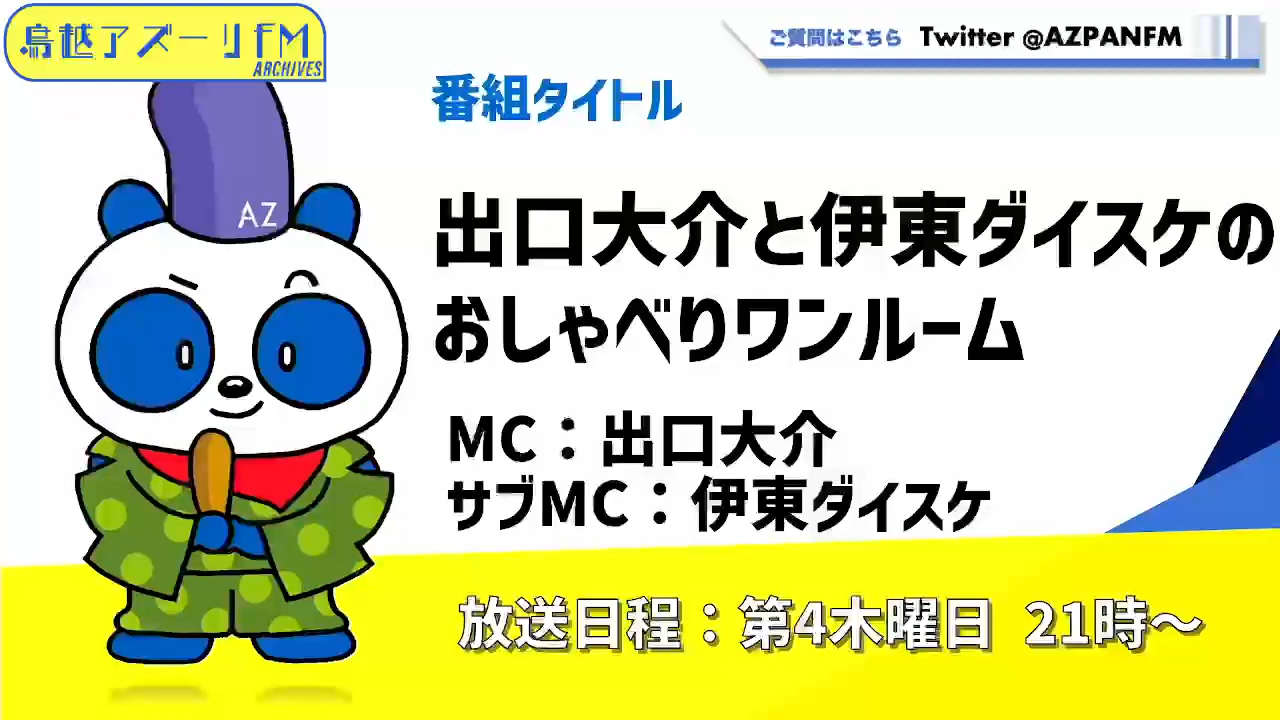 鳥越アズーリFM
ARCHIVES
ご質問はこちら Twitter @AZPANFM
番組タイトル
出口大介と伊東ダイスケの
おしゃべりワンルーム
MC：出口大介
サブMC：伊東ダイスケ
放送日程：第4木曜日 21時～
AZ